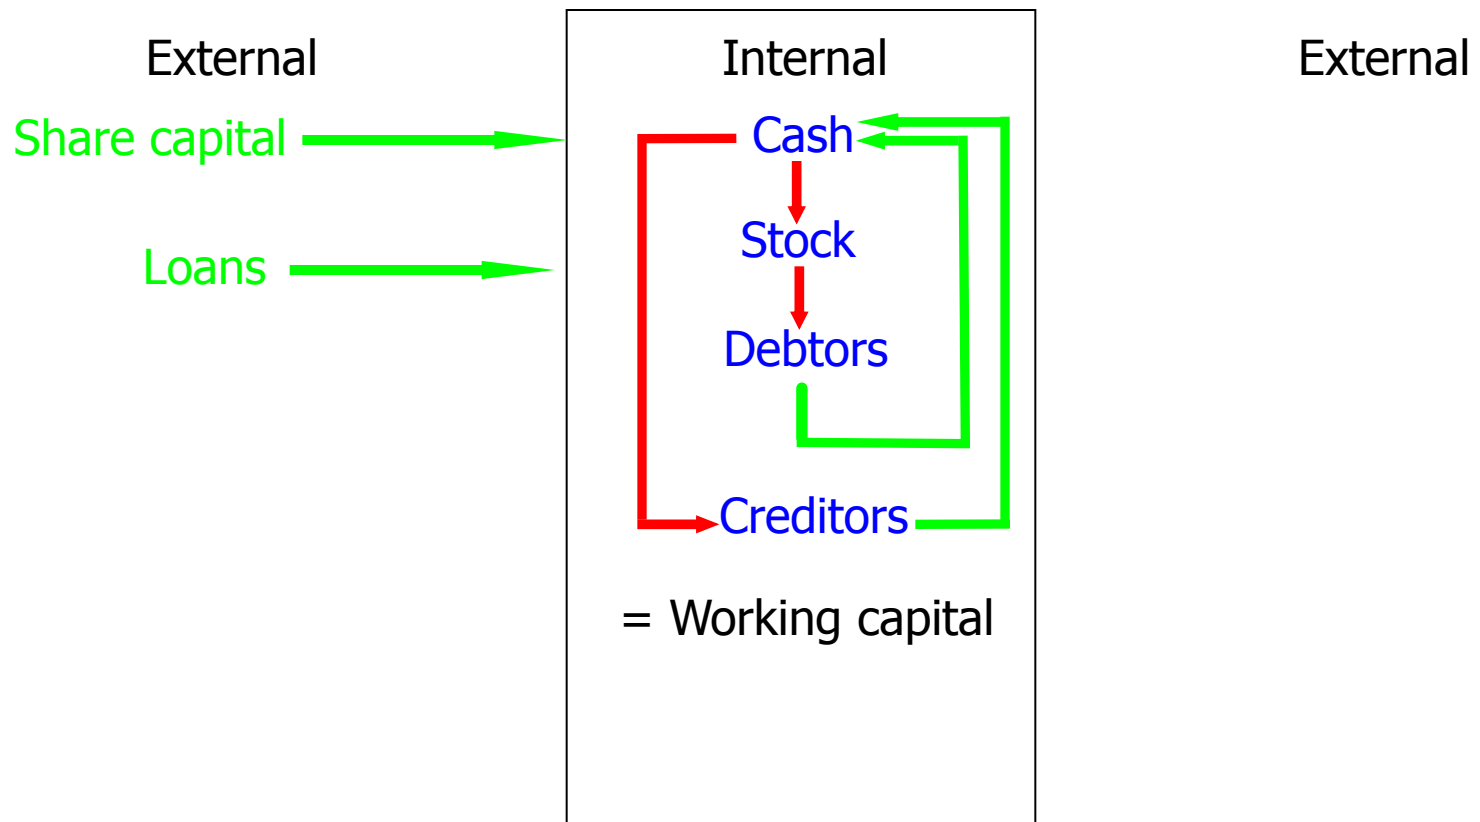 External
Internal
External
Share capital
Cash
Stock
Loans
Debtors
Creditors
= Working capital